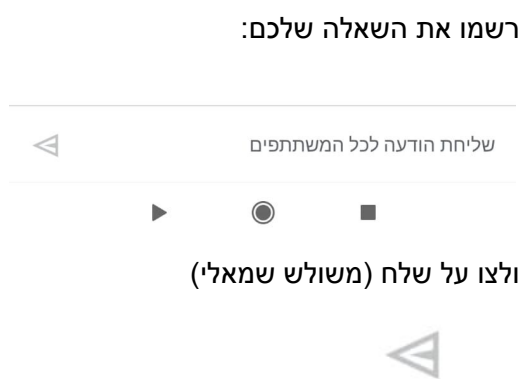 רשמו את השאלה שלכם:
שליחת הודעה לכל המשתתפים
ולצו על שלח (משולש שמאלי)